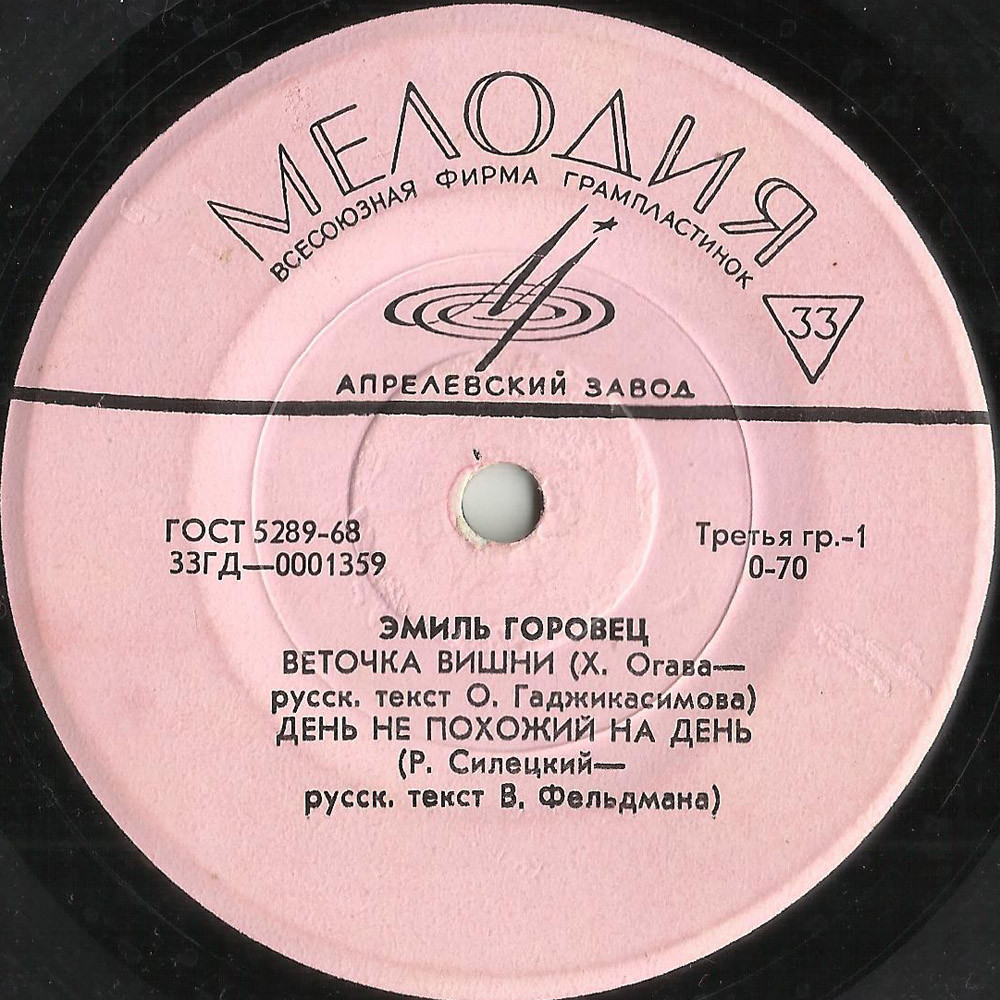 МЕЛОДИЯ
ВСЕСОЮЗНАЯ ФИРМА ГРАМПЛАСТИНОК
33
АПРЕЛЕВСКИЙ ЗАВОД
ГОСТ 5289-68
Третья гр.-1
33ГД—0001359
0-70
ЭМИЛЬ ГОРОВЕЦ
ВЕТОЧКА ВИШНИ (Х. Огава—
русск. текст О. Гаджикасимова)
ДЕНЬ НЕ ПОХОЖИЙ НА ДЕНЬ
(Р. Силецкий—
русск. текст В. Фельдмана)